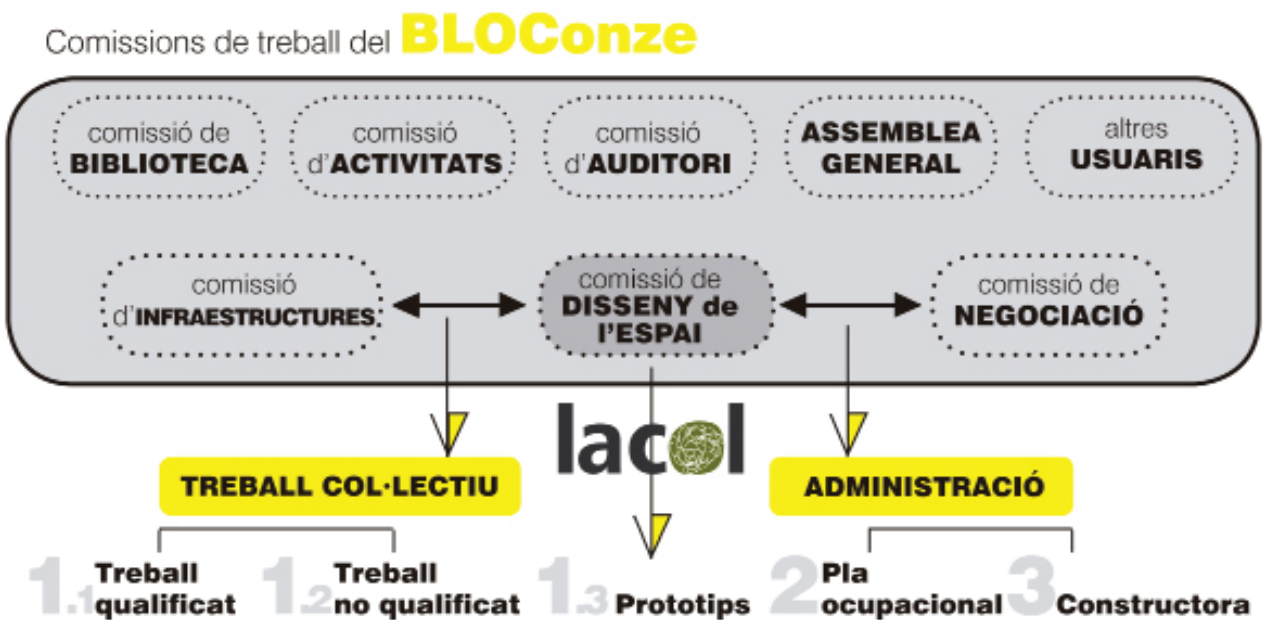 Comissions de treball del BLOConze
comissió de
BIBLIOTECA
comissió
d'ACTIVITATS
comissió
d'AUDITORI
ASSEMBLEA
GENERAL
altres
USUARIS
comissió
d'INFRAESTRUCTURES
comissió de
DISSENY de
l'ESPAI
comissió de
NEGOCIACIÓ
lacol
TREBALL COL·LECTIU
ADMINISTRACIÓ
1.1 Treball
qualificat
1.2 Treball
no qualificat
1.3 Prototips
2 Pla
ocupacional
3 Constructora